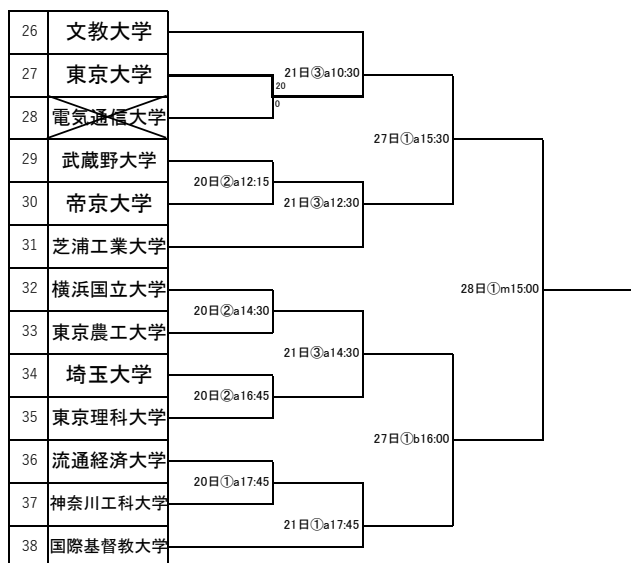 26 文教大学
27 東京大学
28 電気通信大学
29 武蔵野大学
30 帝京大学
31 芝浦工業大学
32 横浜国立大学
33 東京農工大学
34 埼玉大学
35 東京理科大学
36 流通経済大学
37 神奈川工科大学
38 国際基督教大学
20
0
20日②a12:15
20日②a14:30
20日②a16:45
20日①a17:45
21日③a10:30
21日③a12:30
21日③a14:30
21日①a17:45
27日①a15:30
27日①b16:00
28日①m15:00